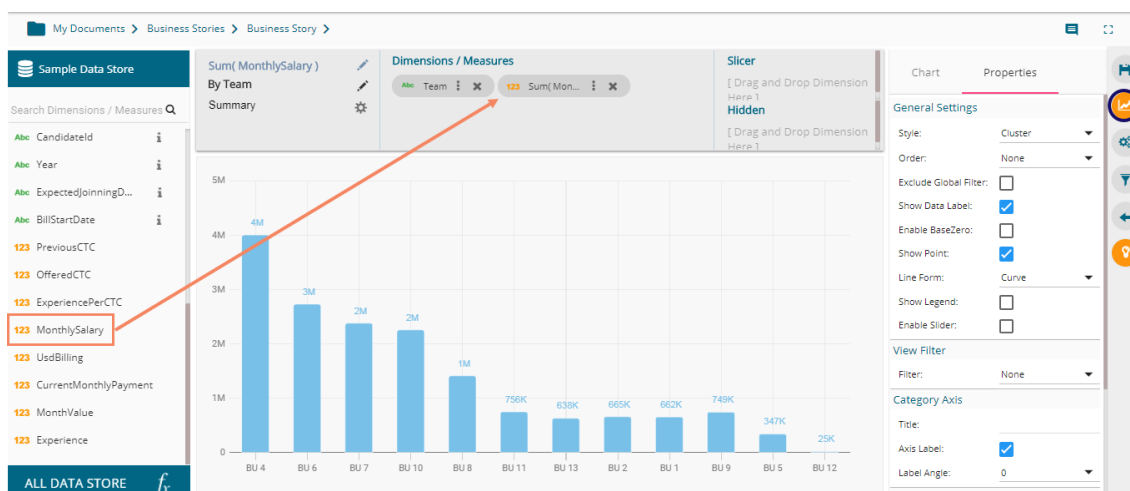 My Documents > Business Stories > Business Story >
Sample Data Store
Search Dimensions / Measures
Abc CandidateId i
Abc Year i
Abc ExpectedJoinningD... i
Abc BillStartDate i
123 PreviousCTC
123 OfferedCTC
123 ExperiencePerCTC
123 MonthlySalary
123 UsdBilling
123 CurrentMonthlyPayment
123 MonthValue
123 Experience
ALL DATA STORE fx
Sum( MonthlySalary )
By Team
Summary
Dimensions / Measures
Abc Team
123 Sum( Mon...
Slicer
[ Drag and Drop Dimension
Here ]
Hidden
[ Drag and Drop Dimension
Here ]
5M
4M
3M
2M
1M
0
4M
3M
2M
2M
1M
756K
638K
665K
662K
749K
347K
25K
BU 4 BU 6 BU 7 BU 10 BU 8 BU 11 BU 13 BU 2 BU 1 BU 9 BU 5 BU 12
Chart Properties
General Settings
Style: Cluster
Order: None
Exclude Global Filter:
Show Data Label:
Enable BaseZero:
Show Point:
Line Form: Curve
Show Legend:
Enable Slider:
View Filter
Filter: None
Category Axis
Title:
Axis Label:
Label Angle: 0